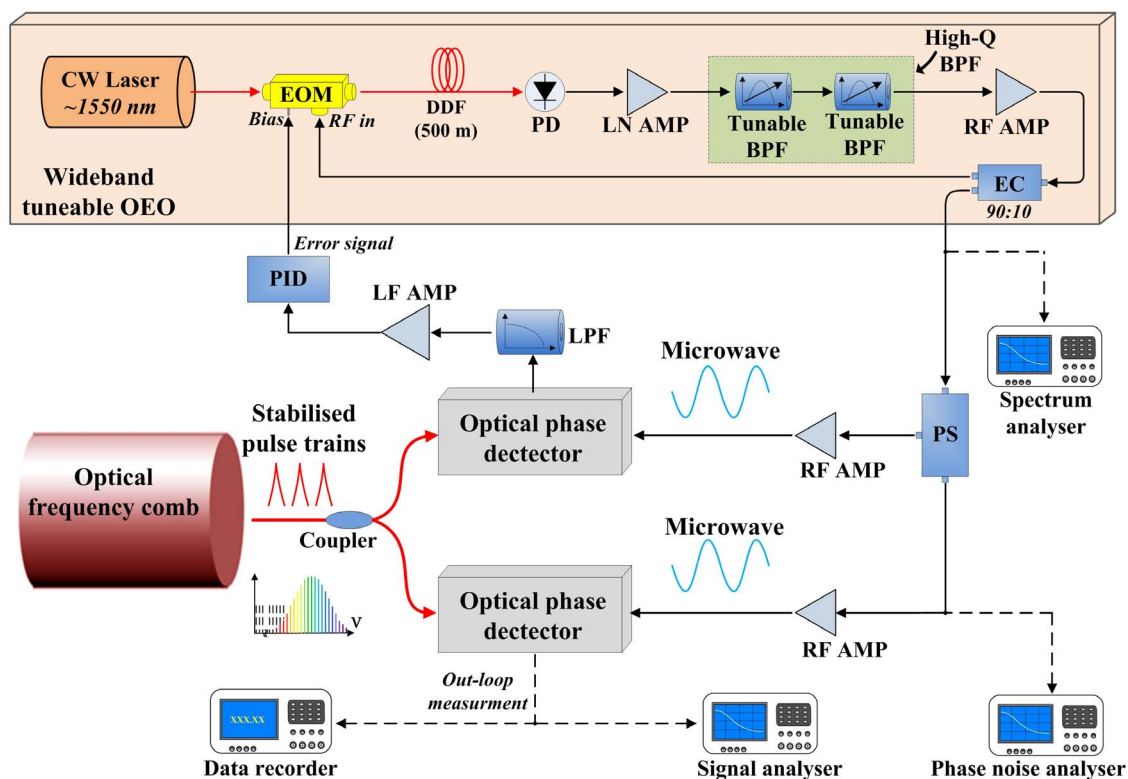 High-Q
BPF
CW Laser
~1550 nm
EOM
Bias
RF in
DDF
(500 m)
PD
LN AMP
Tunable
BPF
Tunable
BPF
RF AMP
Wideband
tuneable OEO
EC
90:10
Error signal
PID
LF AMP
LPF
Microwave
Spectrum
analyser
Stabilised
pulse trains
Optical phase
dectector
RF AMP
PS
Optical
frequency comb
Coupler
Microwave
Optical phase
dectector
RF AMP
ν
Out-loop
measurment
XXX.XX
Data recorder
Signal analyser
Phase noise analyser